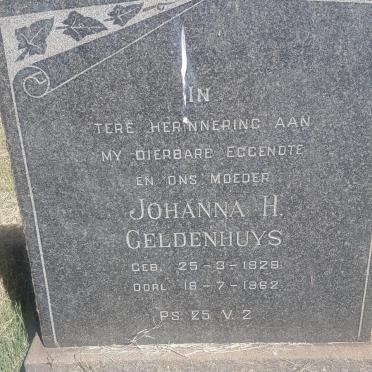 IN
TERE HERINNERING AAN
MY DIERBARE EGGENOTE
EN ONS MOEDER
JOHANNA H.
GELDENHUYS
GEB. 25-3-1928
OORL. 18-7-1962
PS. 25 V. 2